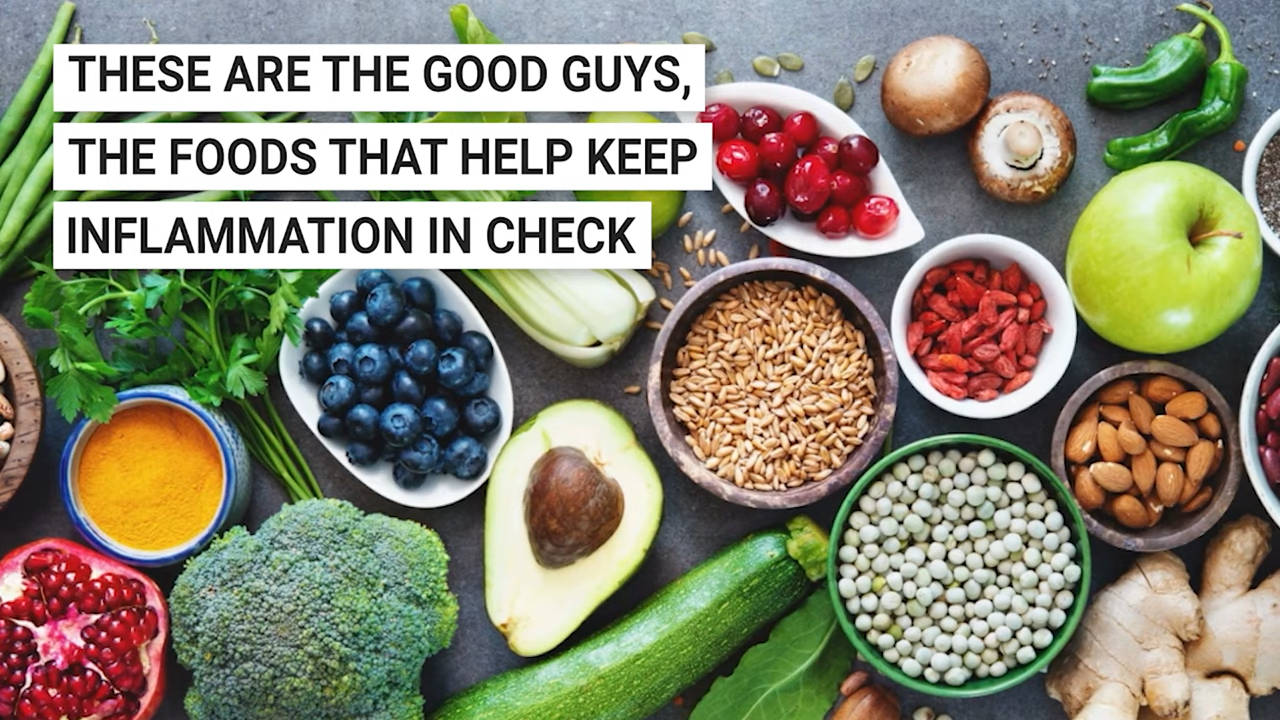 THESE ARE THE GOOD GUYS,
THE FOODS THAT HELP KEEP
INFLAMMATION IN CHECK